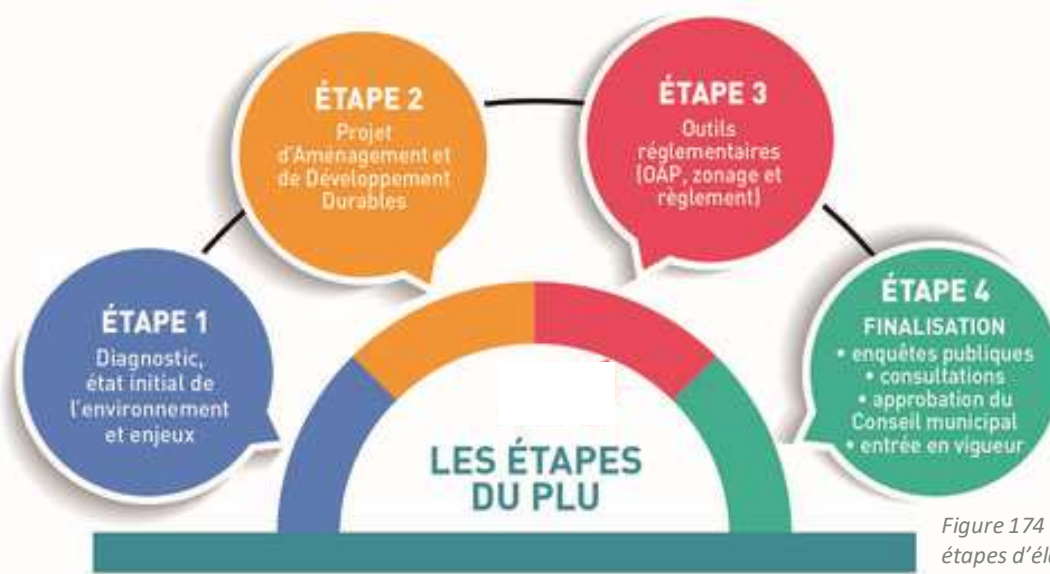 ÉTAPE 1
Diagnostic,
état initial de
l'environnement
et enjeux
ÉTAPE 2
Projet
d'Aménagement et
de Développement
Durables
ÉTAPE 3
Outils
réglementaires
(OAP, zonage et
règlement)
ÉTAPE 4
FINALISATION
• enquêtes publiques
• consultations
• approbation du
Conseil municipal
• entrée en vigueur
LES ÉTAPES
DU PLU
Figure 174
étapes